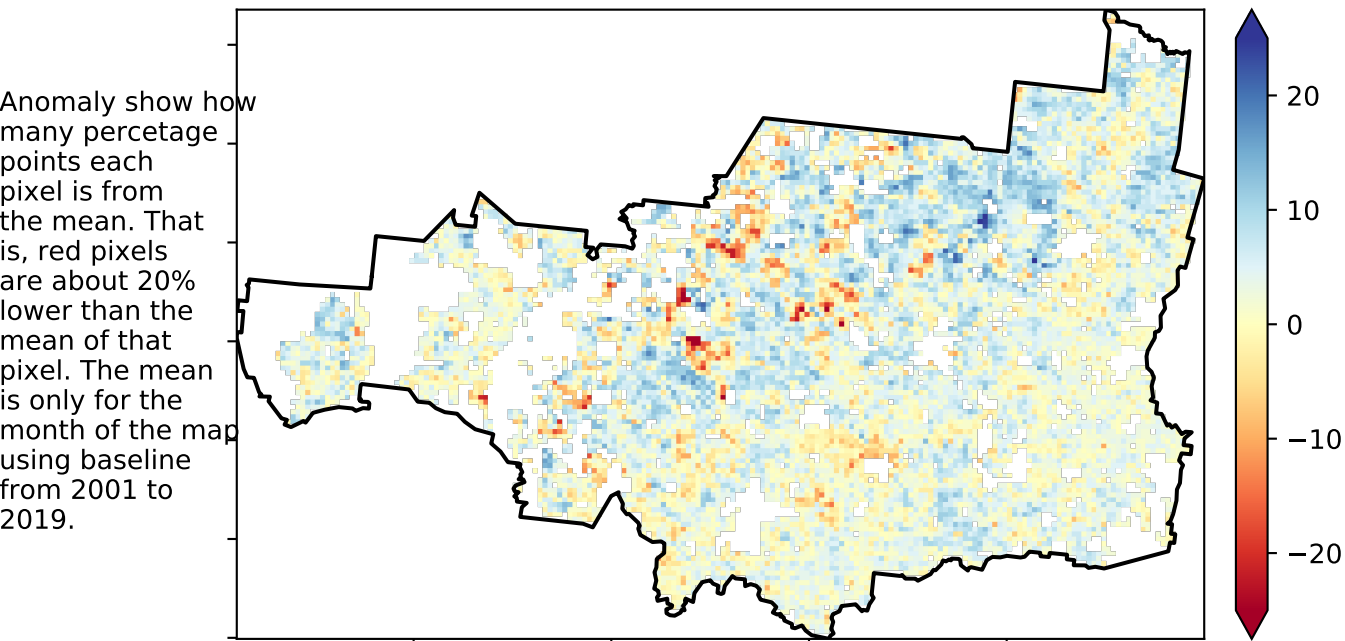 Anomaly show how
many percetage
points each
pixel is from
the mean. That
is, red pixels
are about 20%
lower than the
mean of that
pixel. The mean
is only for the
month of the map
using baseline
from 2001 to
2019.
20
10
0
−10
−20